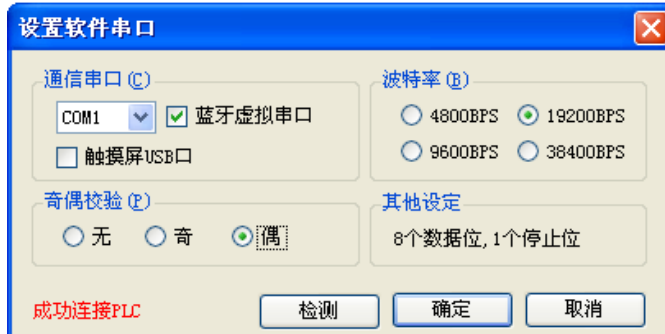 设置软件串口
通信串口(C)
COM1
蓝牙虚拟串口
触摸屏USB口
波特率(B)
4800BPS
19200BPS
9600BPS
38400BPS
奇偶校验(P)
无
奇
偶
其他设定
8个数据位,1个停止位
成功连接PLC
检测
确定
取消